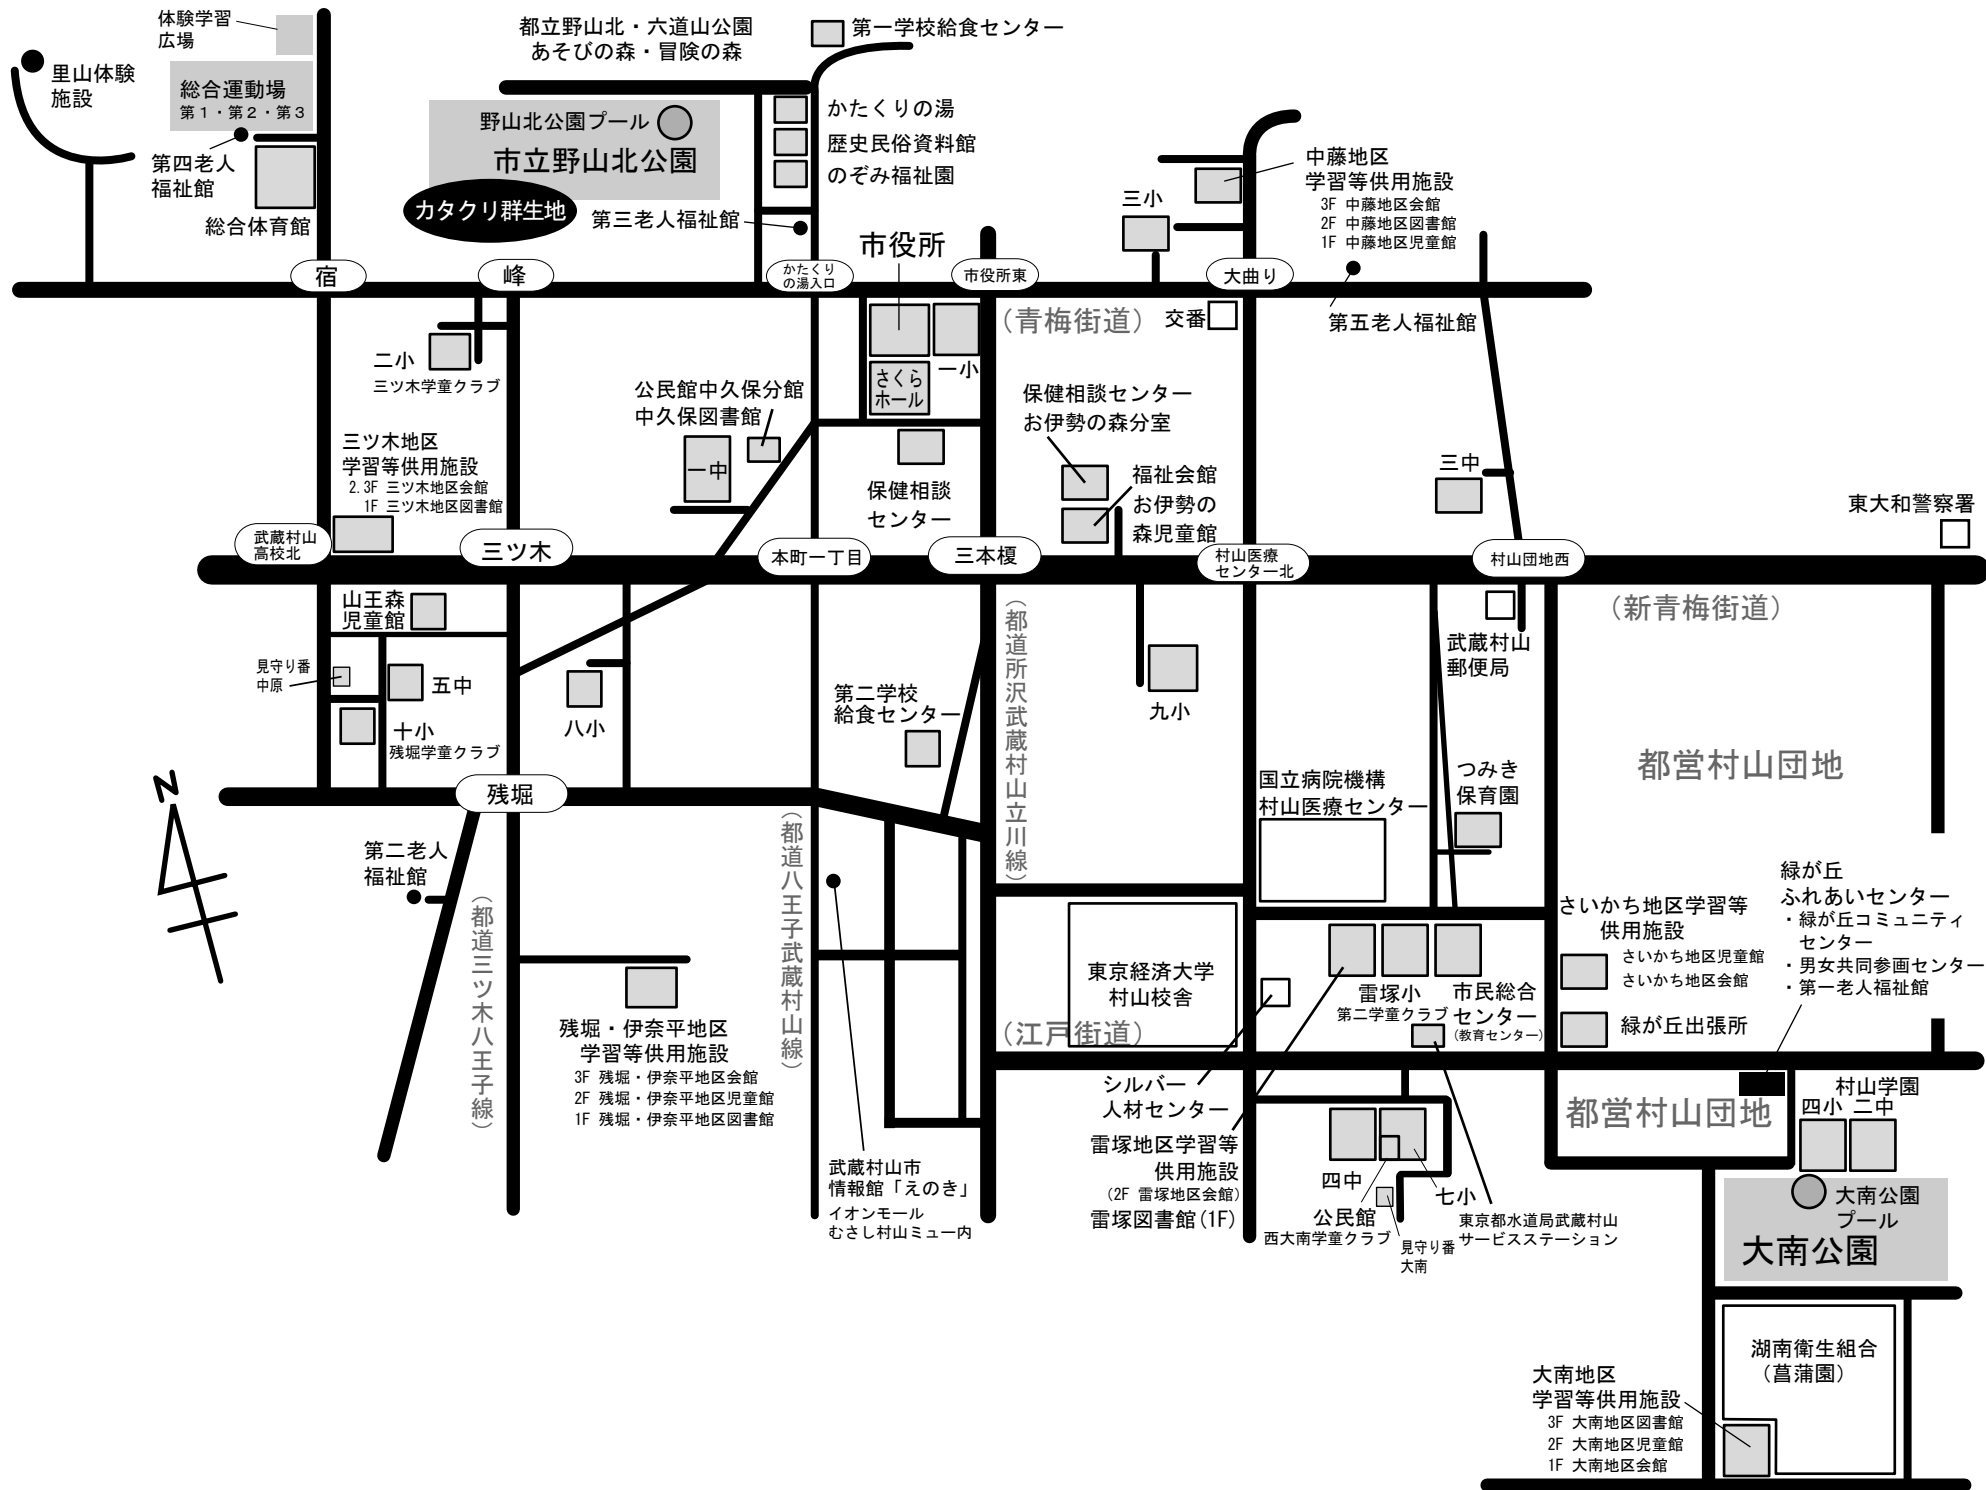 体験学習
広場
里山体験
施設
総合運動場
第1・第2・第3
第四老人
福祉館
総合体育館
都立野山北・六道山公園
あそびの森・冒険の森
野山北公園プール
市立野山北公園
カタクリ群生地
第三老人福祉館
第一学校給食センター
かたくりの湯
歴史民俗資料館
のぞみ福祉園
市役所
三小
中藤地区
学習等供用施設
3F 中藤地区会館
2F 中藤地区図書館
1F 中藤地区児童館
第五老人福祉館
宿
峰
かたくり
の湯入口
市役所東
大曲り
(青梅街道)
交番
二小
三ツ木学童クラブ
公民館中久保分館
中久保図書館
一中
さくら
ホール
一小
保健相談
センター
保健相談センター
お伊勢の森分室
福祉会館
お伊勢の
森児童館
三中
東大和警察署
三ツ木地区
学習等供用施設
2.3F 三ツ木地区会館
1F 三ツ木地区図書館
武蔵村山
高校北
三ツ木
本町一丁目
三本榎
村山医療
センター北
村山団地西
(新青梅街道)
山王森
児童館
見守り番
中原
五中
十小
残堀学童クラブ
八小
第二学校
給食センター
(都道所沢武蔵村山立川線)
九小
武蔵村山
郵便局
都営村山団地
国立病院機構
村山医療センター
つみき
保育園
残堀
N
第二老人
福祉館
(都道三ツ木八王子線)
(都道八王子武蔵村山線)
残堀・伊奈平地区
学習等供用施設
3F 残堀・伊奈平地区会館
2F 残堀・伊奈平地区児童館
1F 残堀・伊奈平地区図書館
武蔵村山市
情報館「えのき」
イオンモール
むさし村山ミュー内
東京経済大学
村山校舎
(江戸街道)
シルバー
人材センター
雷塚地区学習等
供用施設
(2F 雷塚地区会館)
雷塚図書館(1F)
雷塚小
第二学童クラブ
市民総合
センター
(教育センター)
さいかち地区学習等
供用施設
さいかち地区児童館
さいかち地区会館
緑が丘出張所
緑が丘
ふれあいセンター
・緑が丘コミュニティ
センター
・男女共同参画センター
・第一老人福祉館
四中
七小
公民館
西大南学童クラブ
見守り番
大南
東京都水道局武蔵村山
サービスステーション
都営村山団地
村山学園
四小 二中
大南公園
プール
大南公園
湖南衛生組合
(菖蒲園)
大南地区
学習等供用施設
3F 大南地区図書館
2F 大南地区児童館
1F 大南地区会館